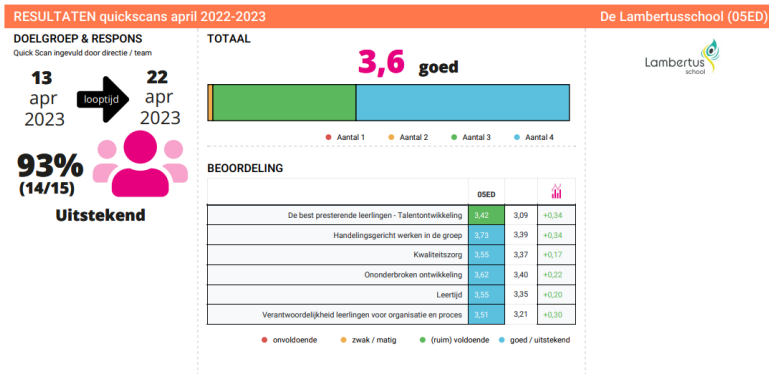 RESULTATEN quickscans april 2022-2023
De Lambertusschool (05ED)
DOELGROEP & RESPONS
Quick Scan ingevuld door directie / team
13
apr
2023
looptijd
22
apr
2023
93%
(14/15)
Uitstekend
TOTAAL
3,6 goed
Aantal 1
Aantal 2
Aantal 3
Aantal 4
BEOORDELING
05ED
De best presterende leerlingen - Talentontwikkeling 3,42 3,09 +0,34
Handelingsgericht werken in de groep 3,73 3,39 +0,34
Kwaliteitszorg 3,55 3,37 +0,17
Ononderbroken ontwikkeling 3,62 3,40 +0,22
Leertijd 3,55 3,35 +0,20
Verantwoordelijkheid leerlingen voor organisatie en proces 3,51 3,21 +0,30
onvoldoende
zwak / matig
(ruim) voldoende
goed / uitstekend
Lambertus
school